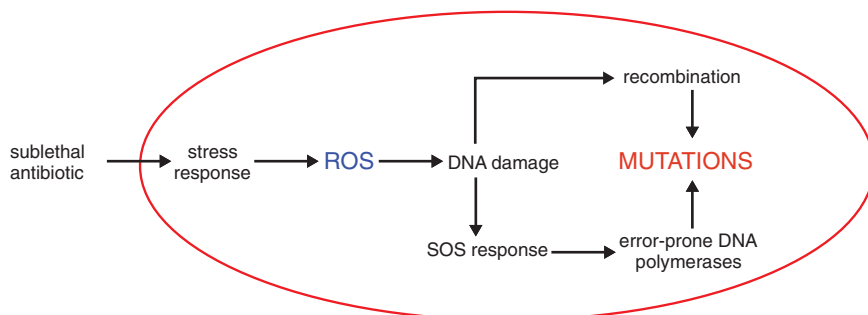 recombination
sublethal
antibiotic
stress
response
ROS
DNA damage
MUTATIONS
SOS response
error-prone DNA
polymerases